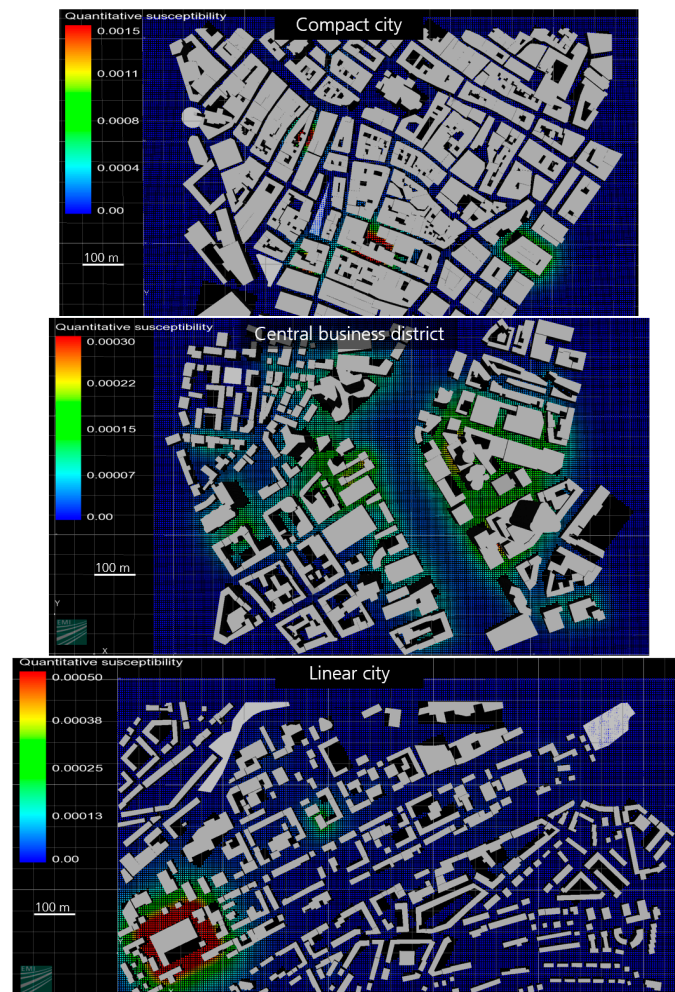 Quantitative susceptibility
Compact city
0.0015
0.0011
0.0008
0.0004
0.00
100 m
Y
Quantitative susceptibility
Central business district
0.00030
0.00022
0.00015
0.00007
0.00
100 m
Y
EMI
X
Quantitative susceptibility
Linear city
0.00050
0.00038
0.00025
0.00013
0.00
100 m
EMI